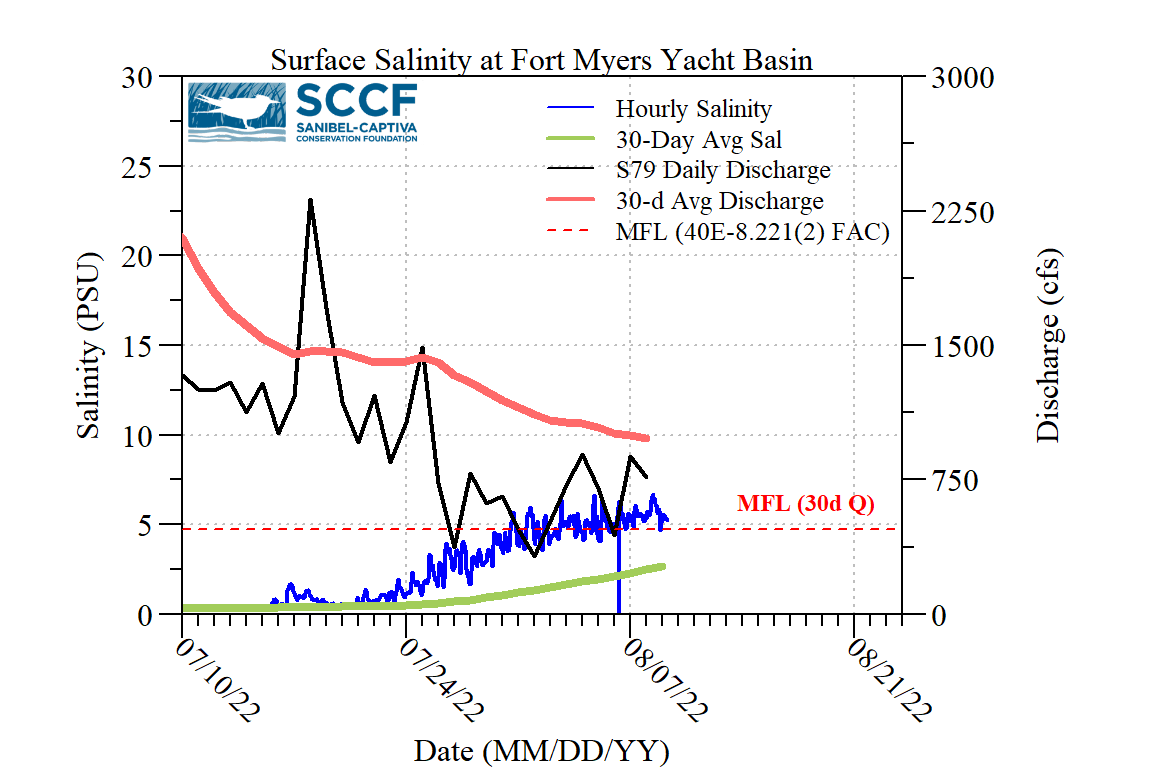 Surface Salinity at Fort Myers Yacht Basin
30
25
20
15
10
5
0
Salinity (PSU)
SCCF
SANIBEL-CAPTIVA
CONSERVATION FOUNDATION
Hourly Salinity
30-Day Avg Sal
S79 Daily Discharge
30-d Avg Discharge
MFL (40E-8.221(2) FAC)
MFL (30d Q)
3000
2250
1500
750
0
Discharge (cfs)
07/10/22
07/24/22
08/07/22
08/21/22
Date (MM/DD/YY)